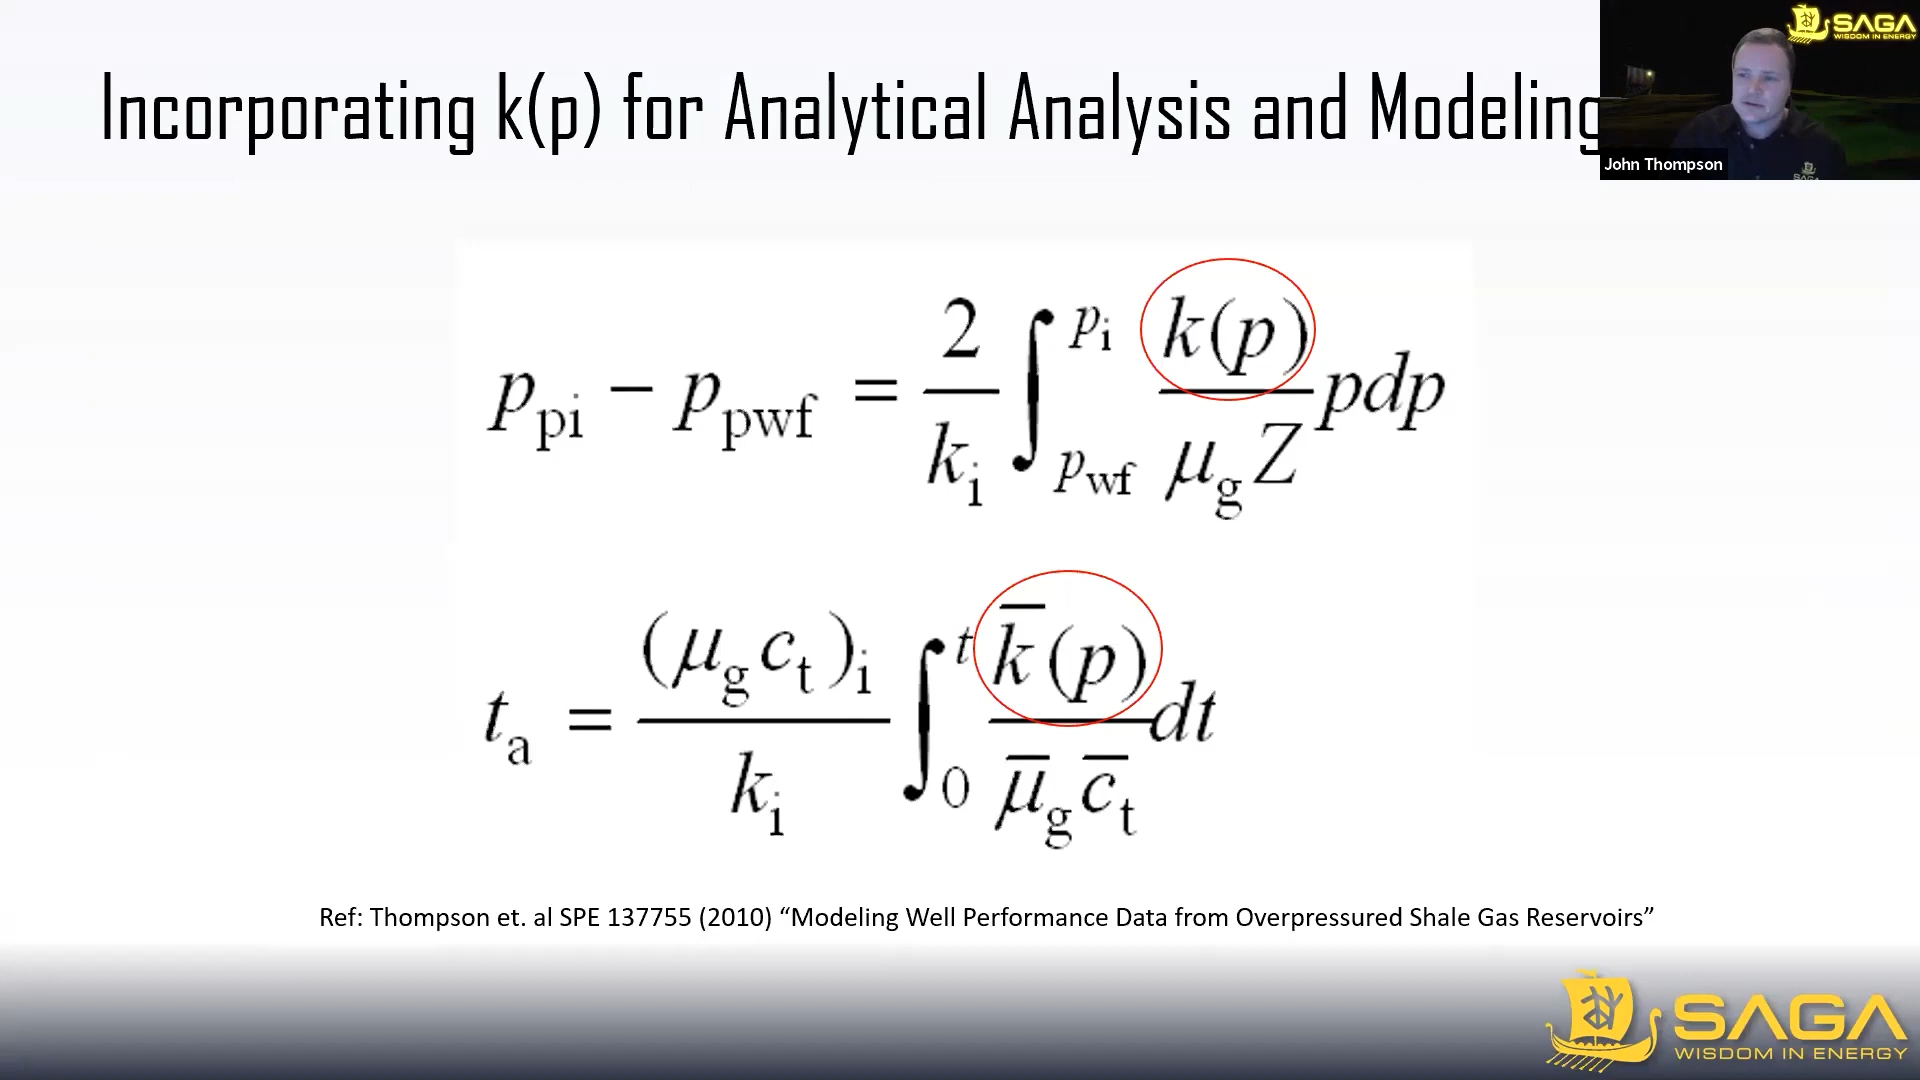 Incorporating k(p) for Analytical Analysis and Modeling
SAGA
WISDOM IN ENERGY
John Thompson
SAGA
p_pi − p_pwf = 2/k_i ∫_{p_wf}^{p_i} k(p)/(μ_g Z) pdp
t_a = (μ_g c_t)_i/k_i ∫_0^t k̅(p)/(μ̅_g c̅_t) dt
Ref: Thompson et. al SPE 137755 (2010) “Modeling Well Performance Data from Overpressured Shale Gas Reservoirs”
SAGA
WISDOM IN ENERGY